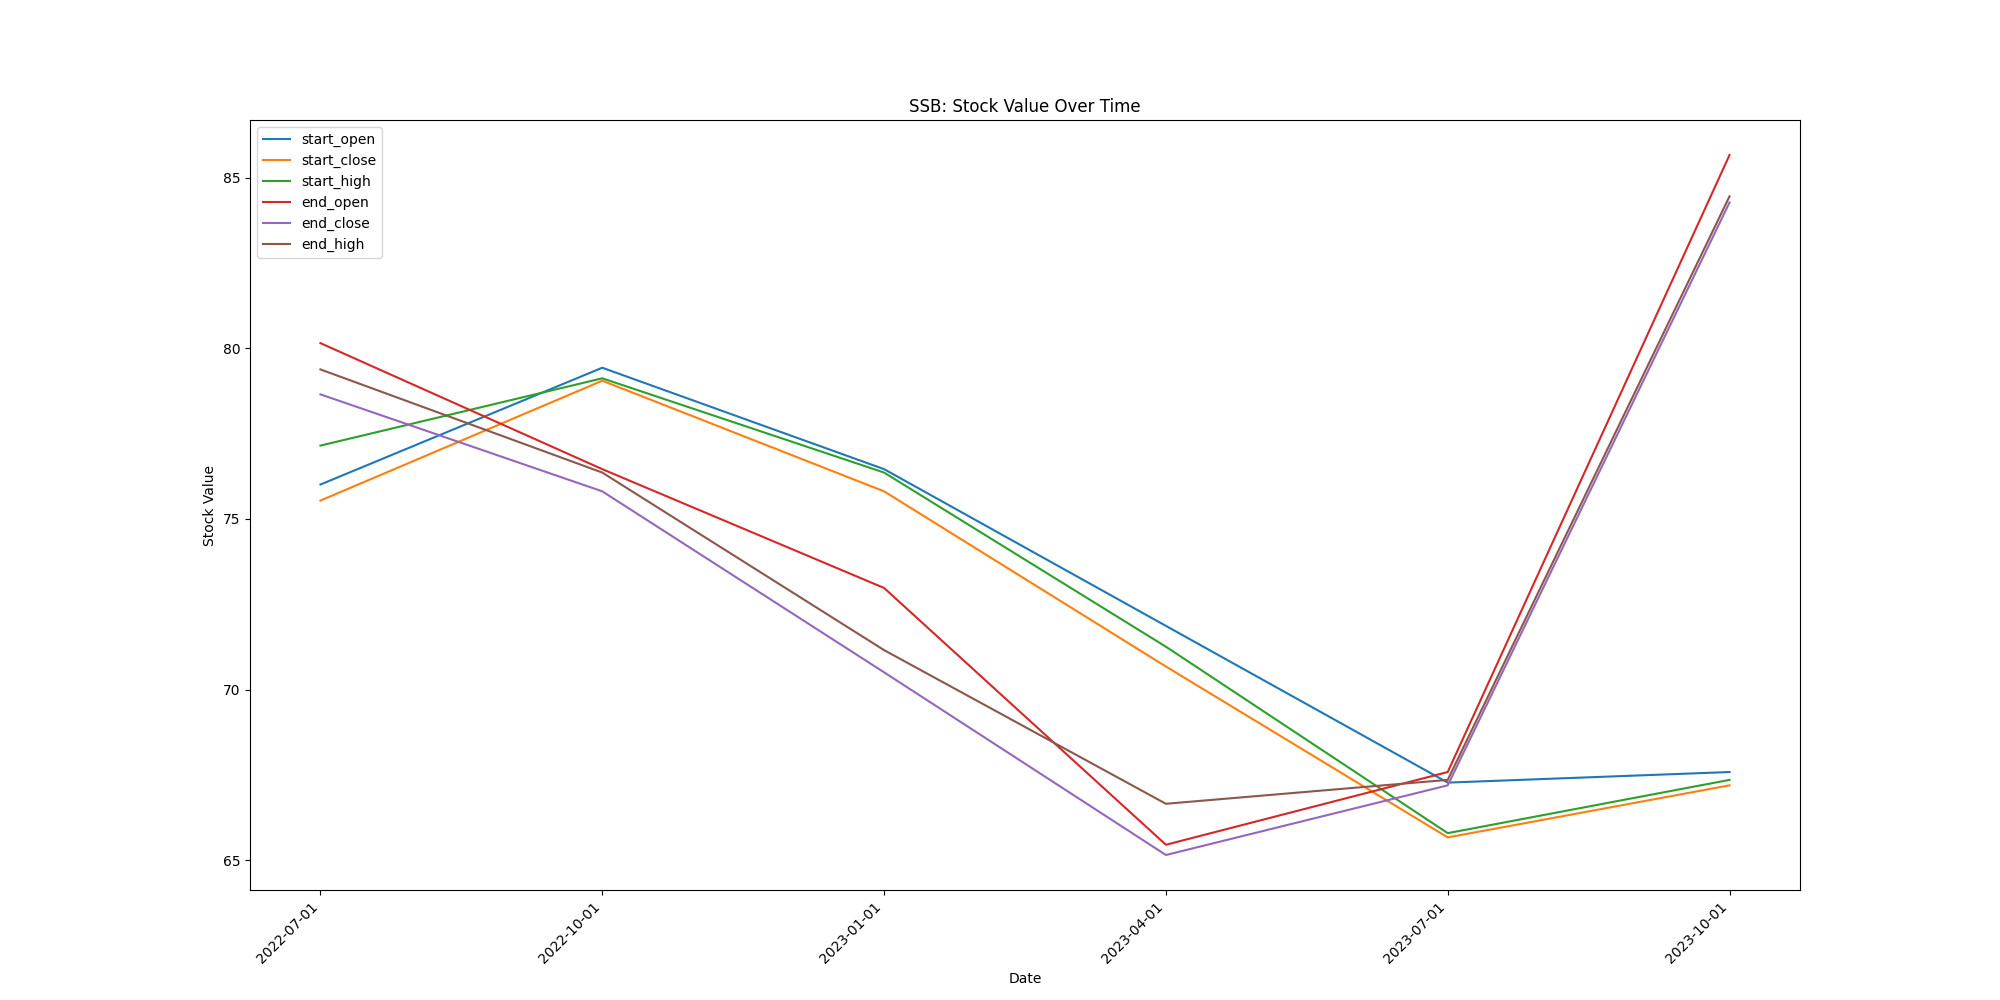 SSB: Stock Value Over Time
start_open
start_close
start_high
end_open
end_close
end_high
85
80
75
70
65
Stock Value
2022-07-01
2022-10-01
2023-01-01
2023-04-01
2023-07-01
2023-10-01
Date